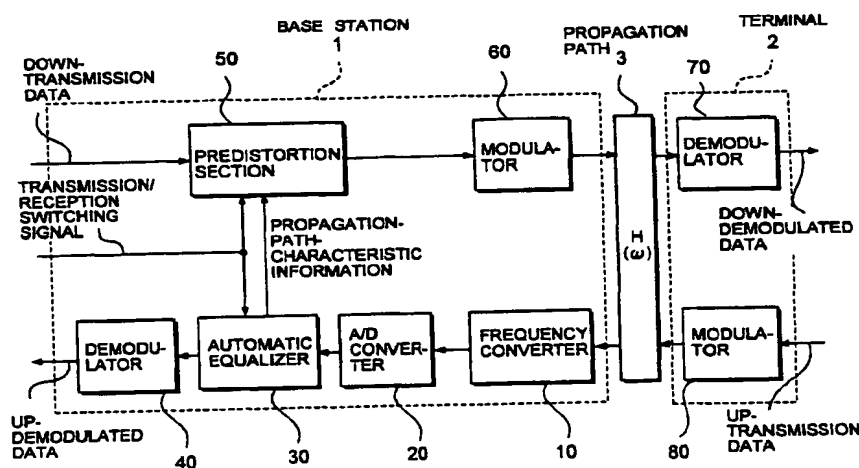 BASE STATION
1
PROPAGATION
PATH
3
TERMINAL
2
DOWN-
TRANSMISSION
DATA
50
60
70
PREDISTORTION
SECTION
MODULA-
TOR
DEMODU-
LATOR
TRANSMISSION/
RECEPTION
SWITCHING
SIGNAL
PROPAGATION-
PATH-
CHARACTERISTIC
INFORMATION
H
(ω)
DOWN-
DEMODULATED
DATA
DEMODU-
LATOR
AUTOMATIC
EQUALIZER
A/D
CONVER-
TER
FREQUENCY
CONVERTER
MODULA-
TOR
UP-
DEMODULATED
DATA
40
30
20
10
80
UP-
TRANSMISSION
DATA